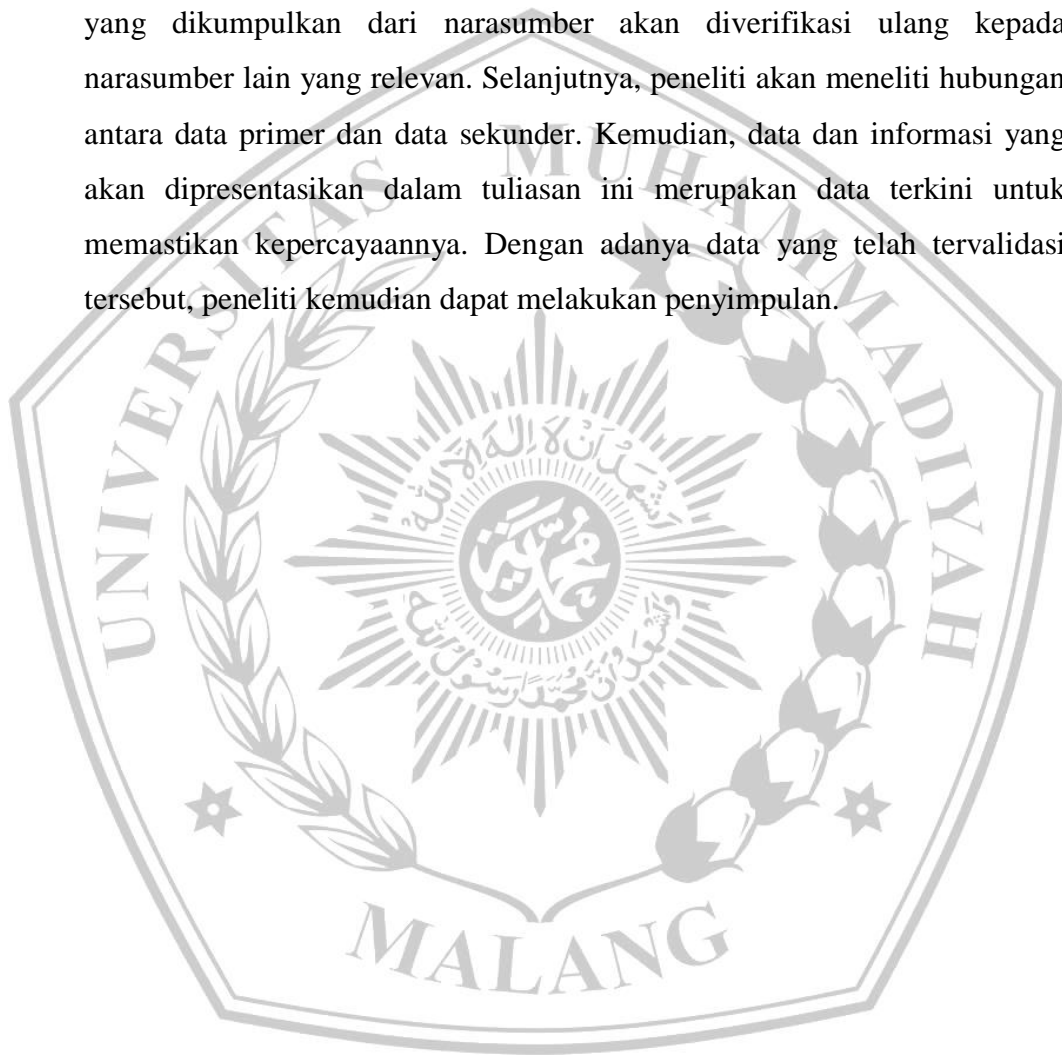 yang dikumpulkan dari narasumber akan diverifikasi ulang kepada
narasumber lain yang relevan. Selanjutnya, peneliti akan meneliti hubungan
antara data primer dan data sekunder. Kemudian, data dan informasi yang
akan dipresentasikan dalam tuliasan ini merupakan data terkini untuk
memastikan kepercayaannya. Dengan adanya data yang telah tervalidasi
tersebut, peneliti kemudian dapat melakukan penyimpulan.
UNIVERSITAS MUHAMMADIYAH
MALANG